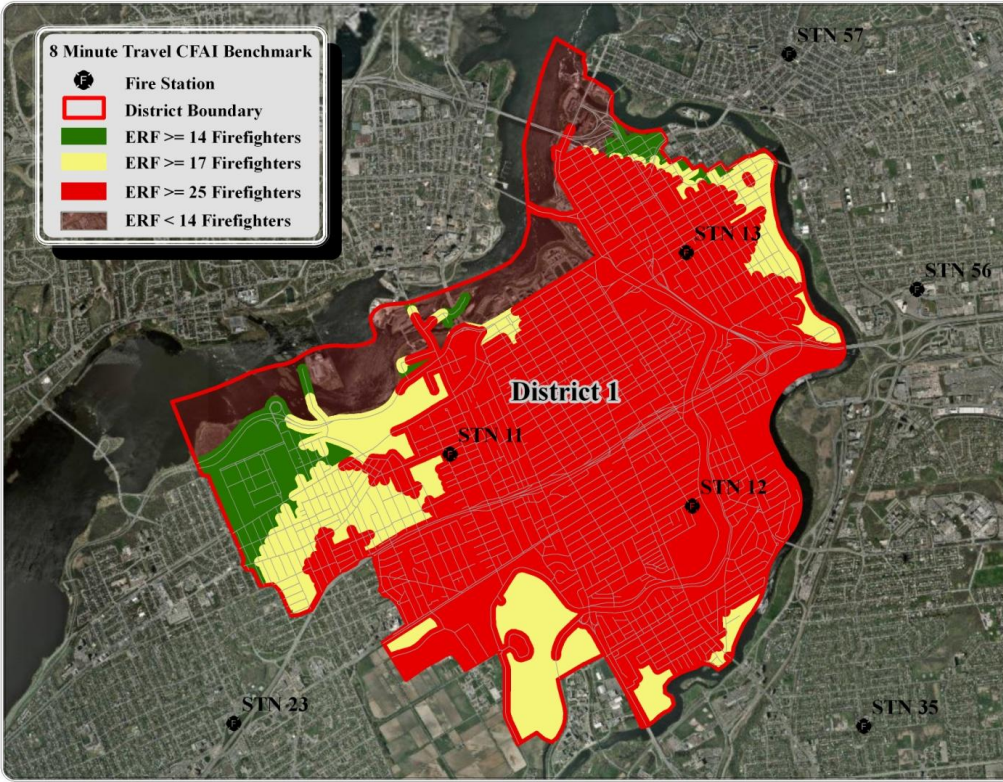 8 Minute Travel CFAI Benchmark
Fire Station
District Boundary
ERF >= 14 Firefighters
ERF >= 17 Firefighters
ERF >= 25 Firefighters
ERF < 14 Firefighters
STN 57
STN 13
STN 56
District 1
STN 11
STN 12
STN 23
STN 35